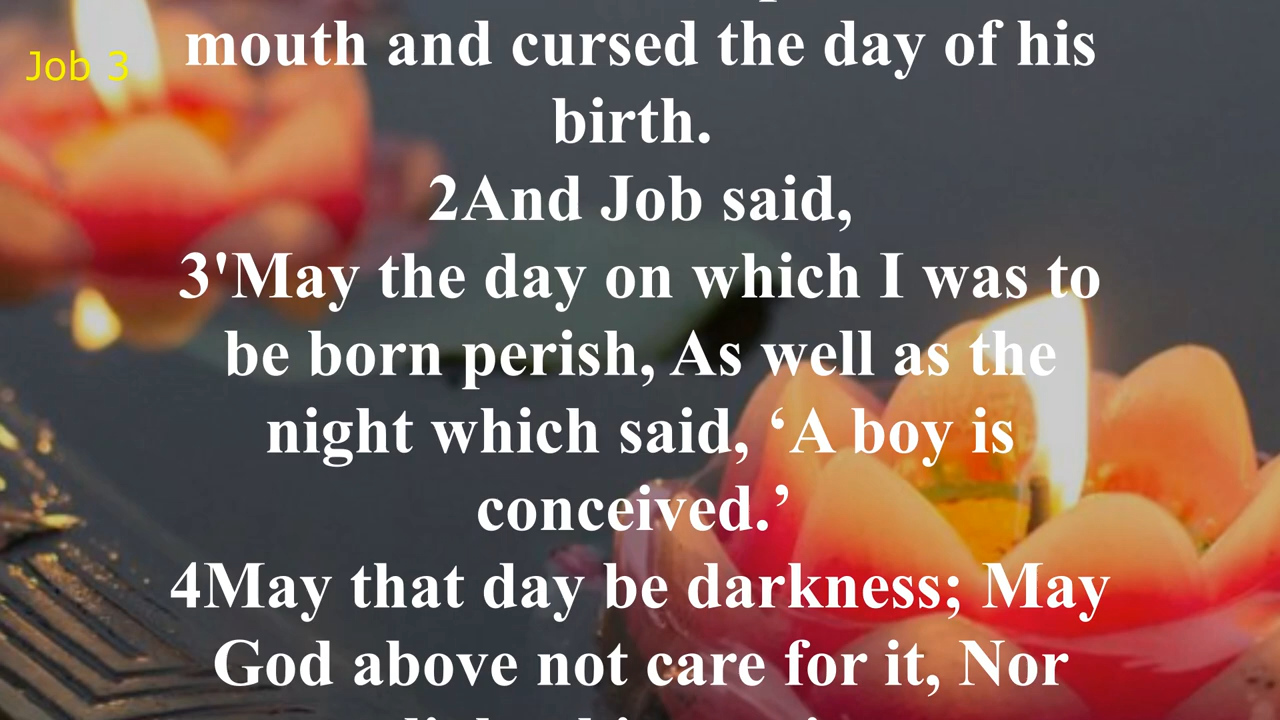 Job 3
mouth and cursed the day of his
birth.
2And Job said,
3'May the day on which I was to
be born perish, As well as the
night which said, ‘A boy is
conceived.’
4May that day be darkness; May
God above not care for it, Nor